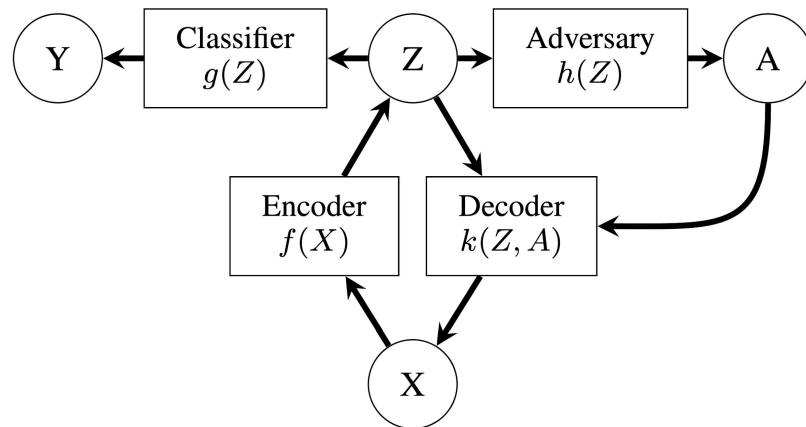 Y
Classifier
g(Z)
Z
Adversary
h(Z)
A
Encoder
f(X)
Decoder
k(Z, A)
X